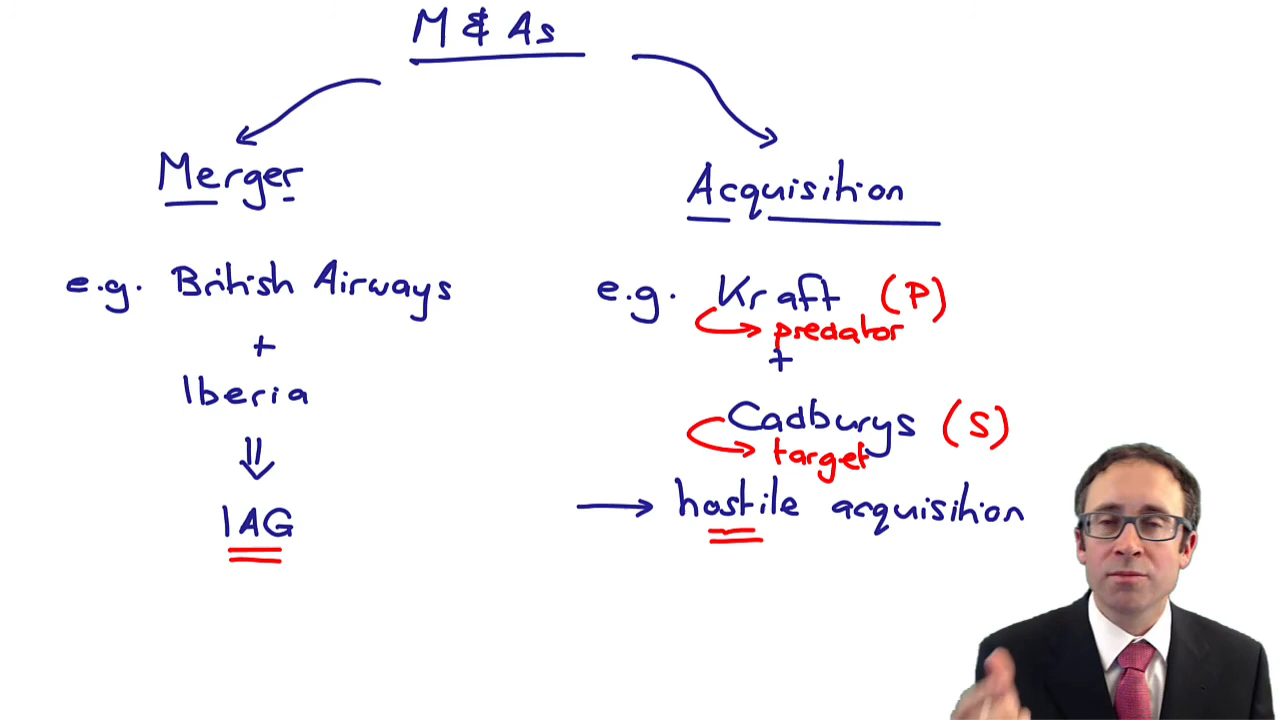 M & As
Merger
e.g. British Airways
+
Iberia
⇓
IAG
Acquisition
e.g. Kraft (P)
→ predator
+
Cadburys (S)
→ target
→ hostile acquisition